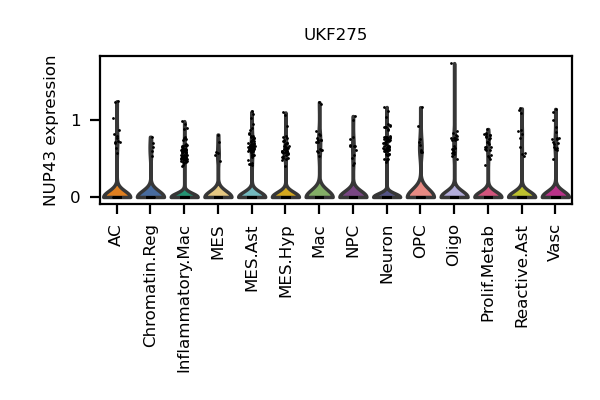 UKF275
NUP43 expression
1
0
AC
Chromatin.Reg
Inflammatory.Mac
MES
MES.Ast
MES.Hyp
Mac
NPC
Neuron
OPC
Oligo
Prolif.Metab
Reactive.Ast
Vasc